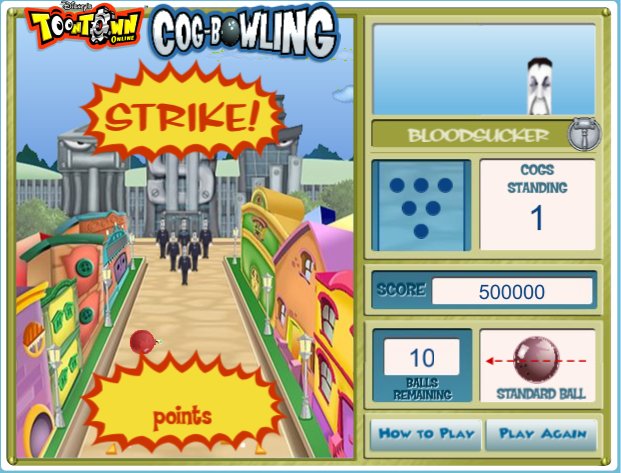 Disney's
TOONTOWN
ONLINE
COG-BOWLING
STRIKE!
points
BLOODSUCKER
COGS
STANDING
1
SCORE 500000
10
BALLS
REMAINING
STANDARD BALL
HOW TO PLAY
PLAY AGAIN